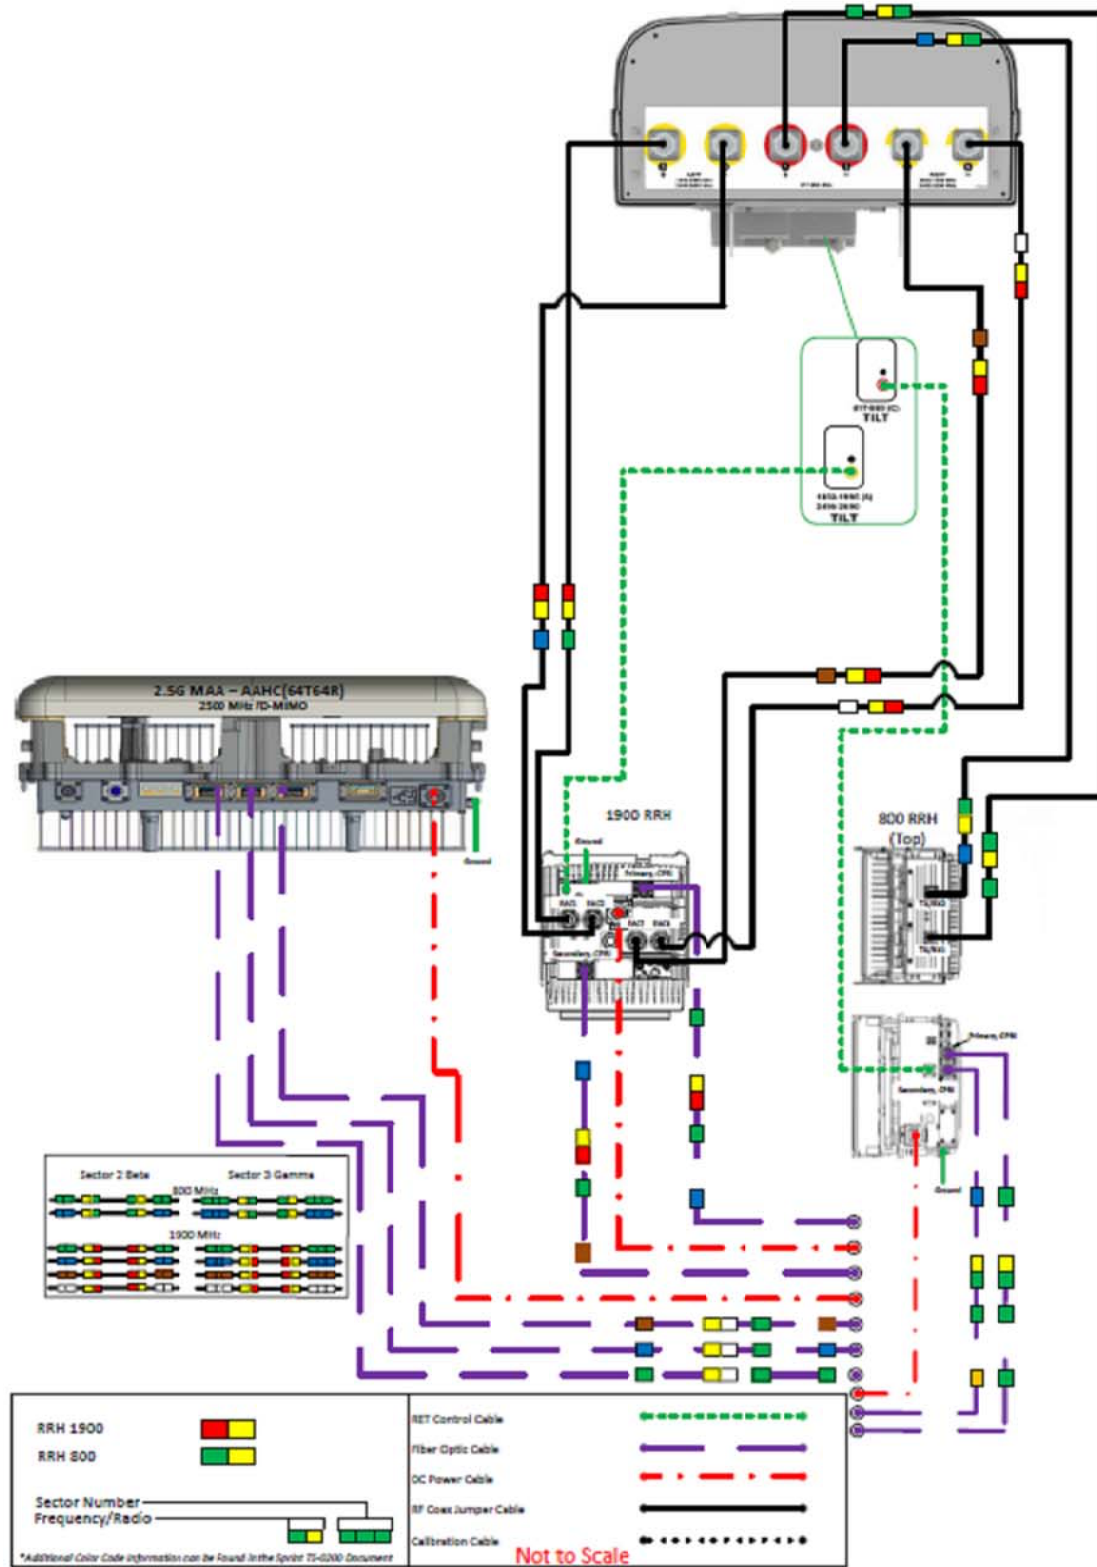 TILT
TILT
2.5G MAA – AAHC(64T64R)
2500 MHz /D-MIMO
Ground
1900 RRH
Ground
Primary, CPRI
Secondary, CPRI
800 RRH
(Top)
Primary, CPRI
Secondary, CPRI
Ground
Sector 2 Beta
Sector 3 Gamma
800 MHz
1900 MHz
RRH 1900
RRH 800
Sector Number
Frequency/Radio
*Additional Color Code Information can be Found in the Sprint TS-0200 Document
RET Control Cable
Fiber Optic Cable
DC Power Cable
RF Coax Jumper Cable
Calibration Cable
Not to Scale